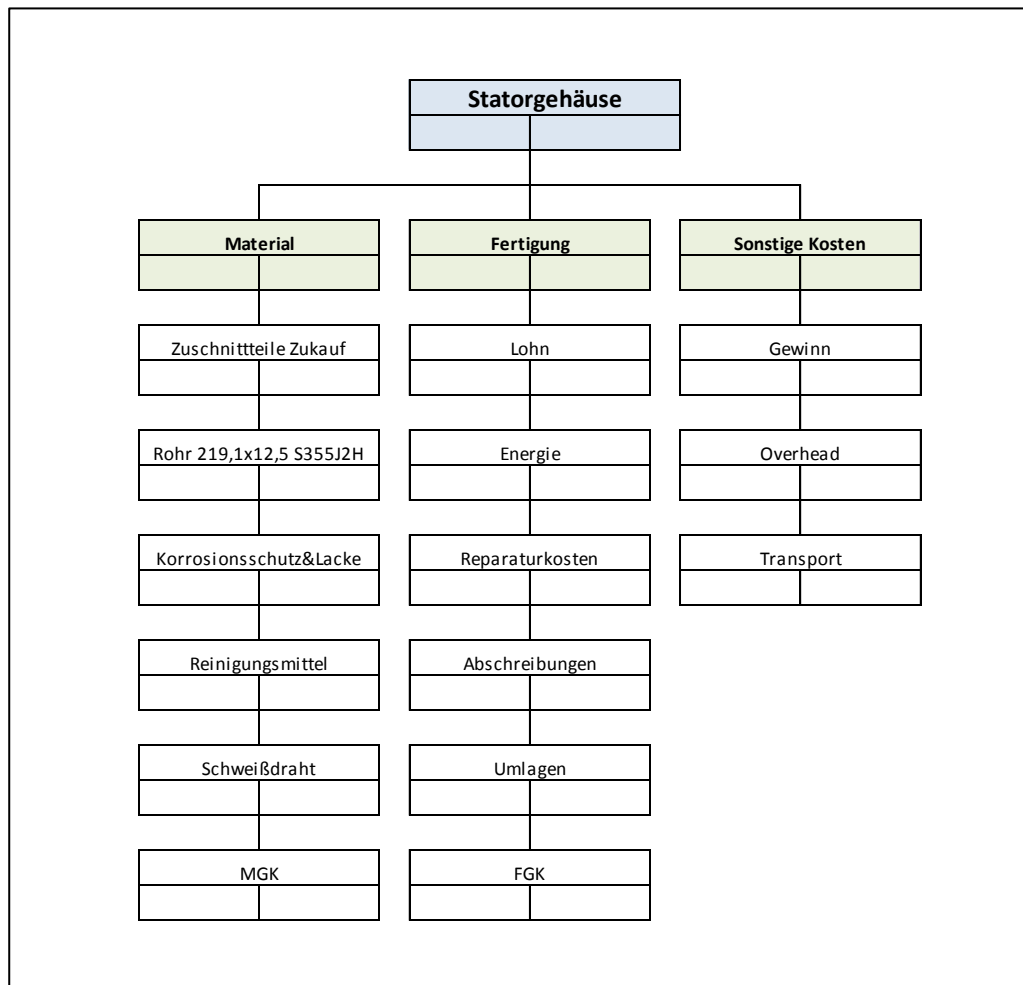 Statorgehäuse
Material
Fertigung
Sonstige Kosten
Zuschnittteile Zukauf
Lohn
Gewinn
Rohr 219,1x12,5 S355J2H
Energie
Overhead
Korrosionsschutz&Lacke
Reparaturkosten
Transport
Reinigungsmittel
Abschreibungen
Schweißdraht
Umlagen
MGK
FGK